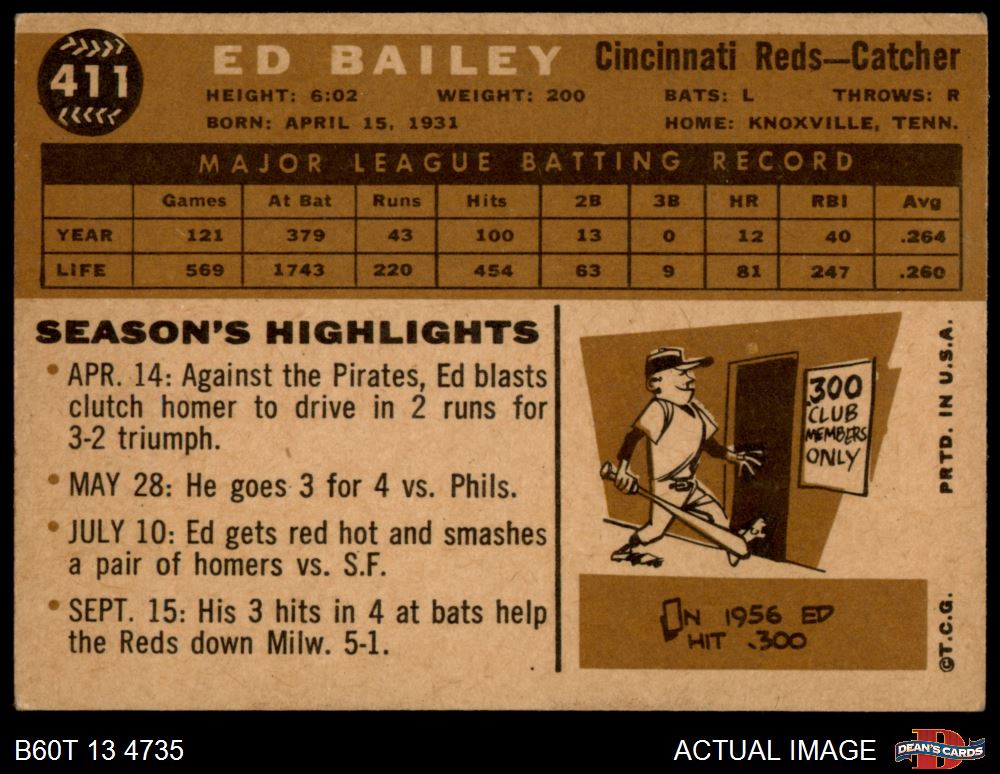 411
ED BAILEY Cincinnati Reds—Catcher
HEIGHT: 6:02 WEIGHT: 200 BATS: L THROWS: R
BORN: APRIL 15, 1931 HOME: KNOXVILLE, TENN.
MAJOR LEAGUE BATTING RECORD
Games At Bat Runs Hits 2B 3B HR RBI Avg
YEAR 121 379 43 100 13 0 12 40 .264
LIFE 569 1743 220 454 63 9 81 247 .260
SEASON'S HIGHLIGHTS
• APR. 14: Against the Pirates, Ed blasts
clutch homer to drive in 2 runs for
3-2 triumph.
• MAY 28: He goes 3 for 4 vs. Phils.
• JULY 10: Ed gets red hot and smashes
a pair of homers vs. S.F.
• SEPT. 15: His 3 hits in 4 at bats help
the Reds down Milw. 5-1.
.300
CLUB
MEMBERS
ONLY
IN 1956 ED
HIT .300
PRTD. IN U.S.A.
©T.C.G.
B60T 13 4735
ACTUAL IMAGE
D
DEAN'S CARDS